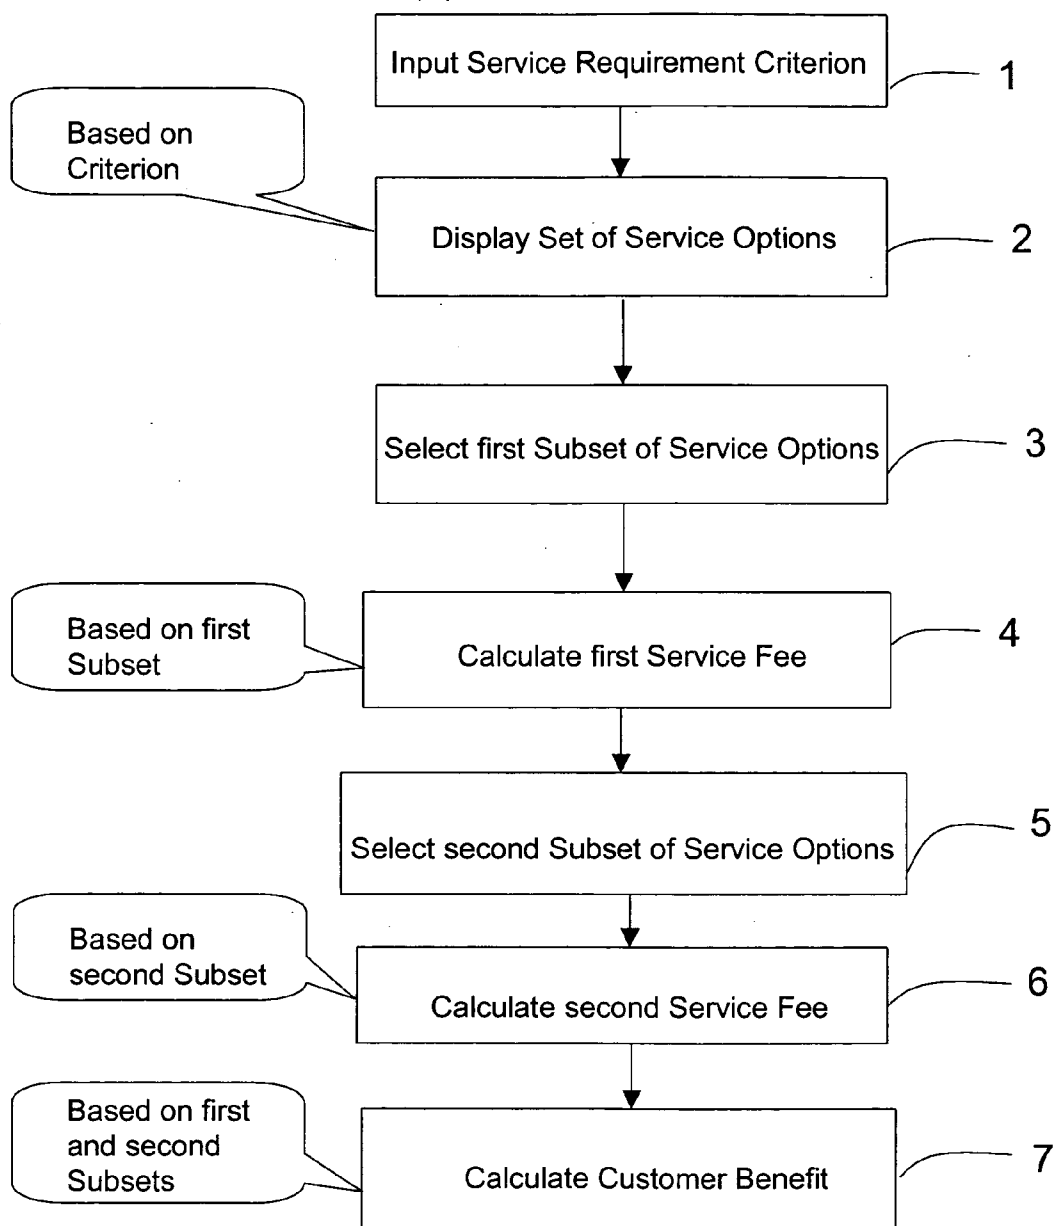 Input Service Requirement Criterion
1
Based on
Criterion
Display Set of Service Options
2
Select first Subset of Service Options
3
Based on first
Subset
Calculate first Service Fee
4
Select second Subset of Service Options
5
Based on
second Subset
Calculate second Service Fee
6
Based on first
and second
Subsets
Calculate Customer Benefit
7